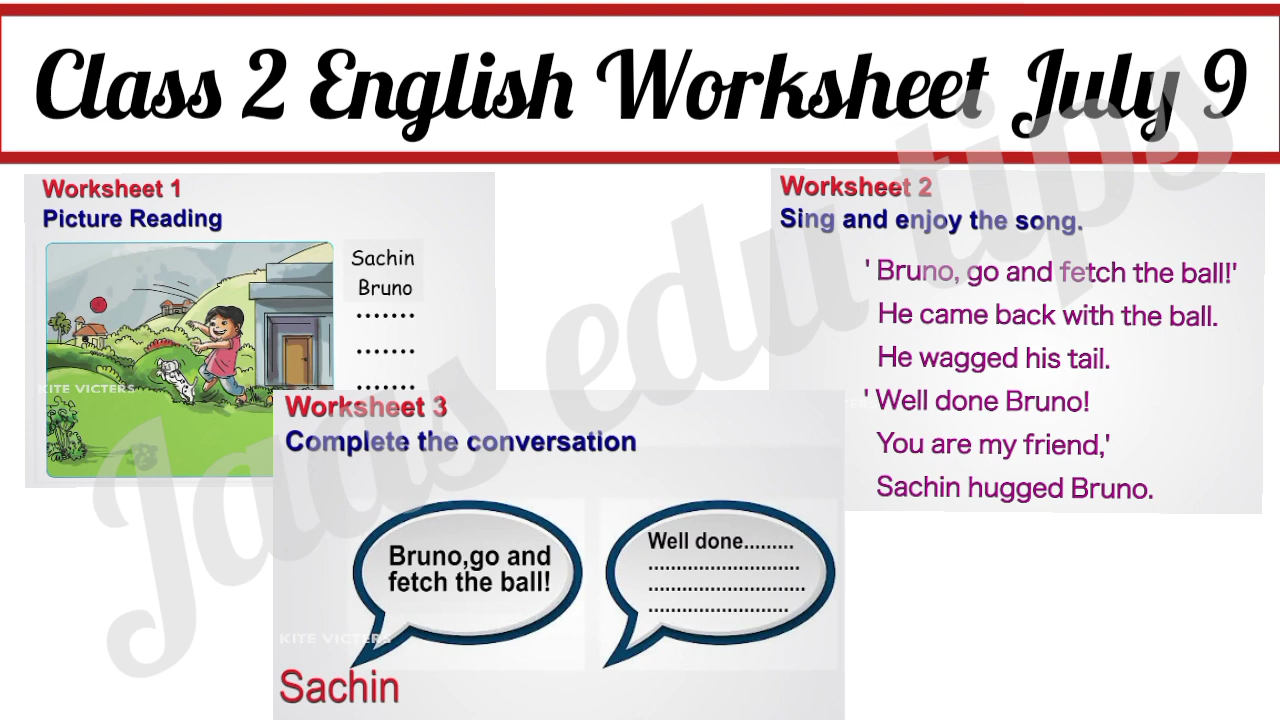 Class 2 English Worksheet July 9
Worksheet 1
Picture Reading
Sachin
Bruno
.......
.......
.......
KITE VICTERS
Worksheet 2
Sing and enjoy the song.
' Bruno, go and fetch the ball!'
He came back with the ball.
He wagged his tail.
' Well done Bruno!
You are my friend,'
Sachin hugged Bruno.
Worksheet 3
Complete the conversation
Bruno,go and
fetch the ball!
Well done.........
...........................
............................
.........................
KITE VICTERS
Sachin
Jaas edu tips